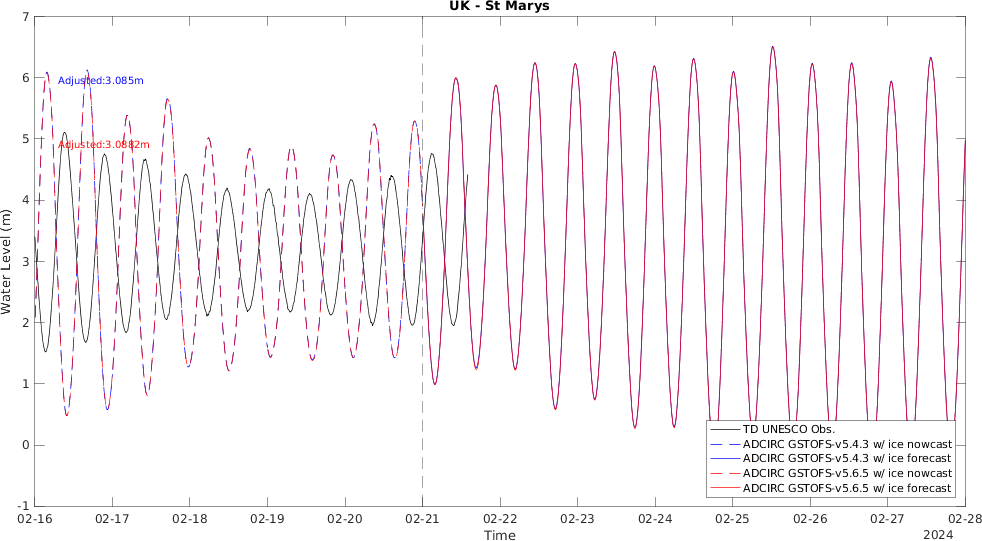 UK - St Marys
7
6
5
4
3
2
1
0
-1
Water Level (m)
Adjusted:3.085m
Adjusted:3.0882m
TD UNESCO Obs.
ADCIRC GSTOFS-v5.4.3 w/ ice nowcast
ADCIRC GSTOFS-v5.4.3 w/ ice forecast
ADCIRC GSTOFS-v5.6.5 w/ ice nowcast
ADCIRC GSTOFS-v5.6.5 w/ ice forecast
02-16 02-17 02-18 02-19 02-20 02-21 02-22 02-23 02-24 02-25 02-26 02-27 02-28
Time
2024